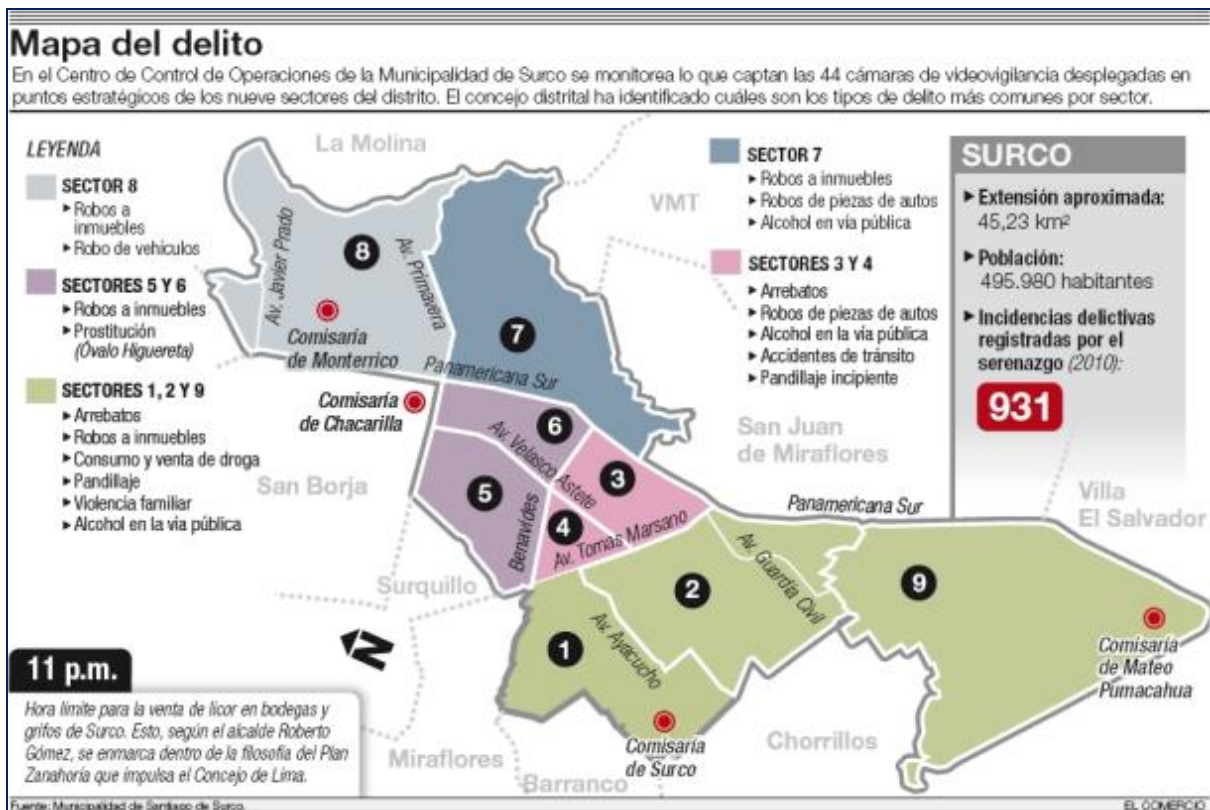 Mapa del delito
En el Centro de Control de Operaciones de la Municipalidad de Surco se monitorea lo que captan las 44 cámaras de videovigilancia desplegadas en
puntos estratégicos de los nueve sectores del distrito. El concejo distrital ha identificado cuáles son los tipos de delito más comunes por sector.
LEYENDA
SECTOR 8
▸ Robos a
inmuebles
▸ Robo de vehículos
SECTORES 5 Y 6
▸ Robos a inmuebles
▸ Prostitución
(Óvalo Higuereta)
SECTORES 1, 2 Y 9
▸ Arrebatos
▸ Robos a inmuebles
▸ Consumo y venta de droga
▸ Pandillaje
▸ Violencia familiar
▸ Alcohol en la vía pública
La Molina
VMT
San Borja
Surquillo
Miraflores
Barranco
Chorrillos
San Juan
de Miraflores
Villa
El Salvador
Av. Javier Prado
8
Av. Primavera
Comisaría
de Monterrico
7
Panamericana Sur
Comisaría
de Chacarilla
6
Av. Velasco Astete
5
3
Benavides
4
Av. Tomas Marsano
Panamericana Sur
Av. Guardia Civil
2
9
1
Av. Ayacucho
Comisaría
de Surco
Comisaría
de Mateo
Pumacahua
N
SECTOR 7
▸ Robos a inmuebles
▸ Robos de piezas de autos
▸ Alcohol en vía pública
SECTORES 3 Y 4
▸ Arrebatos
▸ Robos de piezas de autos
▸ Alcohol en la vía pública
▸ Accidentes de tránsito
▸ Pandillaje incipiente
SURCO
▸ Extensión aproximada:
45,23 km²
▸ Población:
495.980 habitantes
▸ Incidencias delictivas
registradas por el
serenazgo (2010):
931
11 p.m.
Hora límite para la venta de licor en bodegas y
grifos de Surco. Esto, según el alcalde Roberto
Gómez, se enmarca dentro de la filosofía del Plan
Zanahoria que impulsa el Concejo de Lima.
Fuente: Municipalidad de Santiago de Surco.
EL COMERCIO